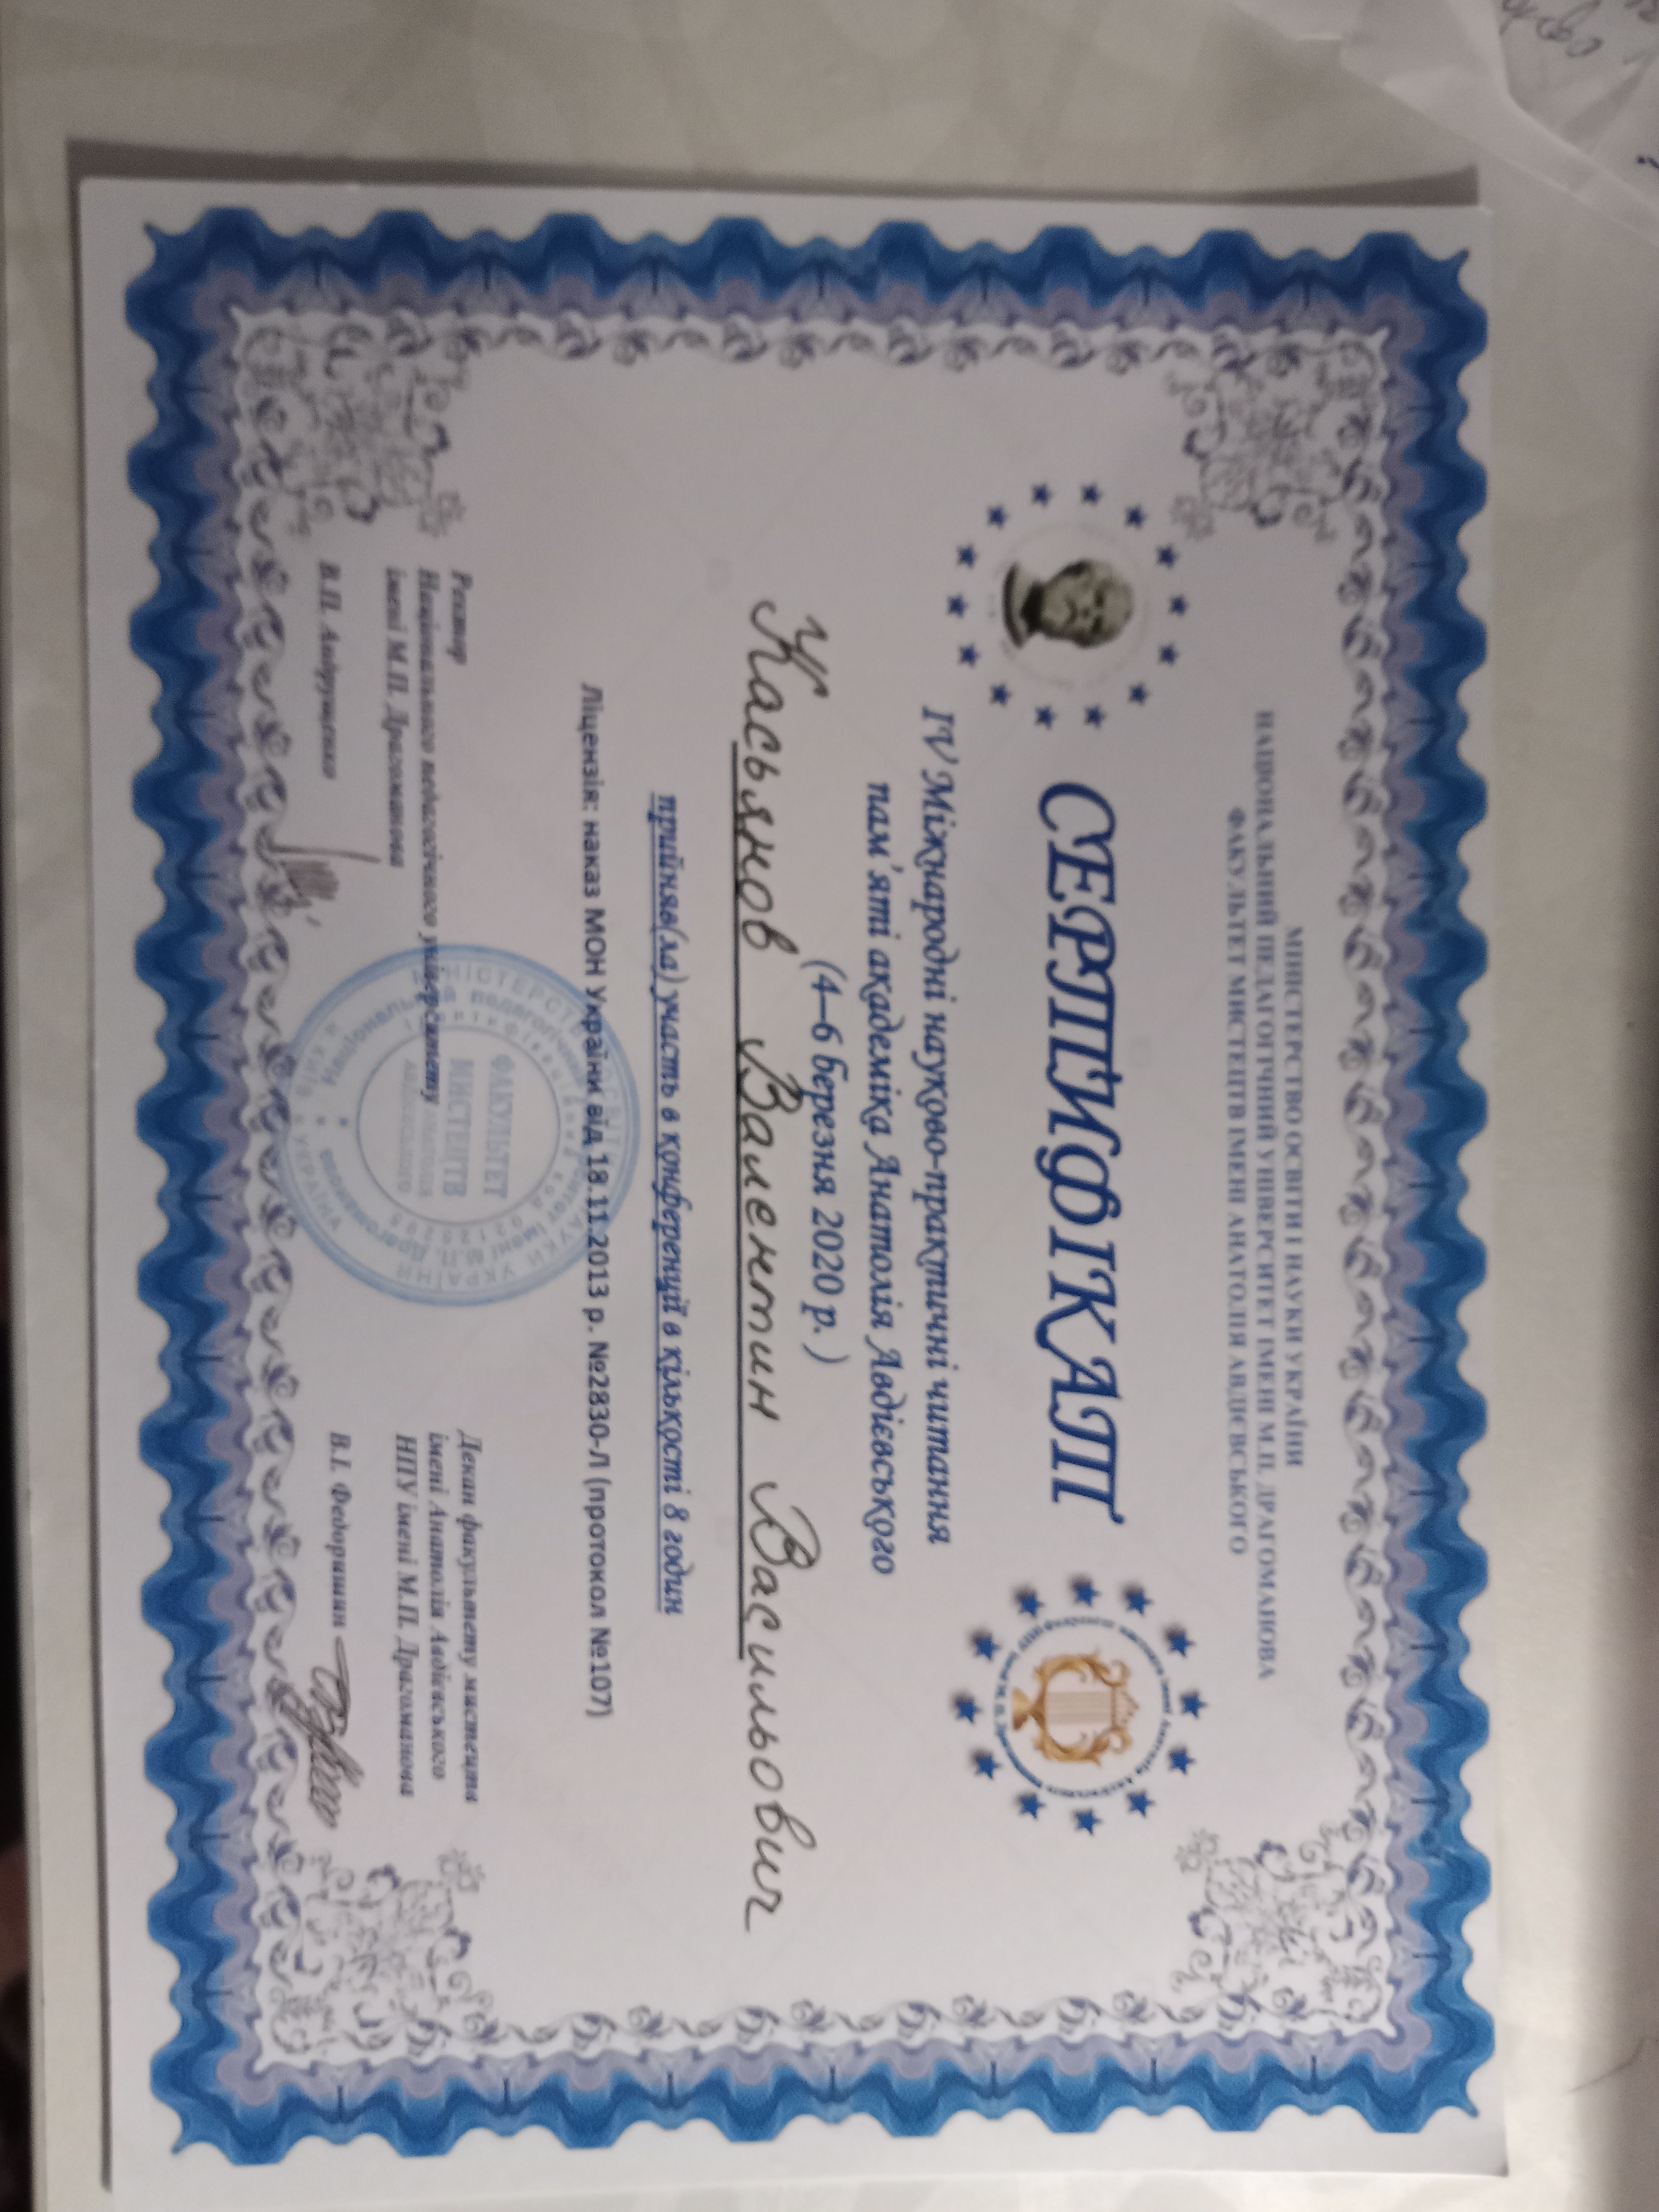 МІНІСТЕРСТВО ОСВІТИ І НАУКИ УКРАЇНИ
НАЦІОНАЛЬНИЙ ПЕДАГОГІЧНИЙ УНІВЕРСИТЕТ ІМЕНІ М.П. ДРАГОМАНОВА
ФАКУЛЬТЕТ МИСТЕЦТВ ІМЕНІ АНАТОЛІЯ АВДІЄВСЬКОГО
СЕРТИФІКАТ
IV Міжнародні науково-практичні читання
пам'яті академіка Анатолія Авдієвського
(4–6 березня 2020 р. )
Касьянов Валентин Васильович
прийняв(ла) участь в конференції в кількості 8 годин
Ліцензія: наказ МОН України від 18.11.2013 р. №2830-Л (протокол №107)
Ректор
Національного педагогічного університету
імені М.П. Драгоманова
В.П. Андрущенко
ФАКУЛЬТЕТ
МИСТЕЦТВ
Декан факультету мистецтв
імені Анатолія Авдієвського
НПУ імені М.П. Драгоманова
В.І. Федоришин